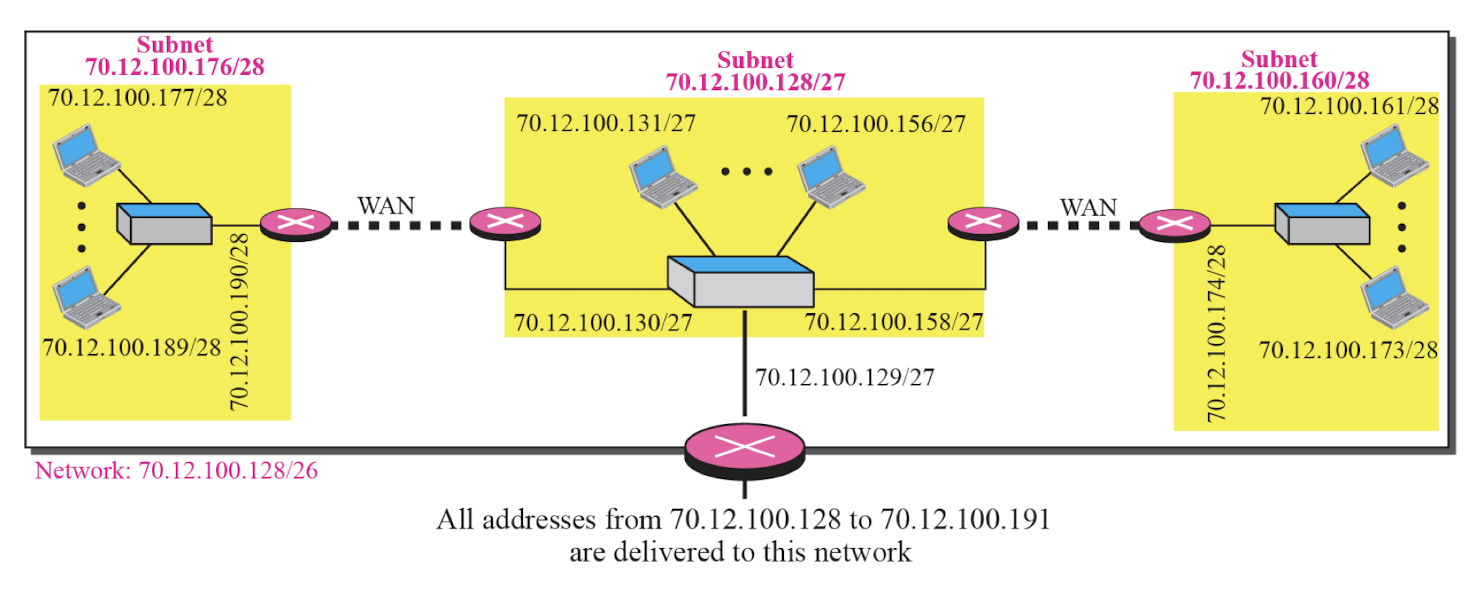 Subnet
70.12.100.176/28
70.12.100.177/28
70.12.100.189/28
70.12.100.190/28
WAN
Subnet
70.12.100.128/27
70.12.100.131/27
70.12.100.156/27
70.12.100.130/27
70.12.100.158/27
70.12.100.129/27
WAN
Subnet
70.12.100.160/28
70.12.100.161/28
70.12.100.174/28
70.12.100.173/28
Network: 70.12.100.128/26
All addresses from 70.12.100.128 to 70.12.100.191
are delivered to this network